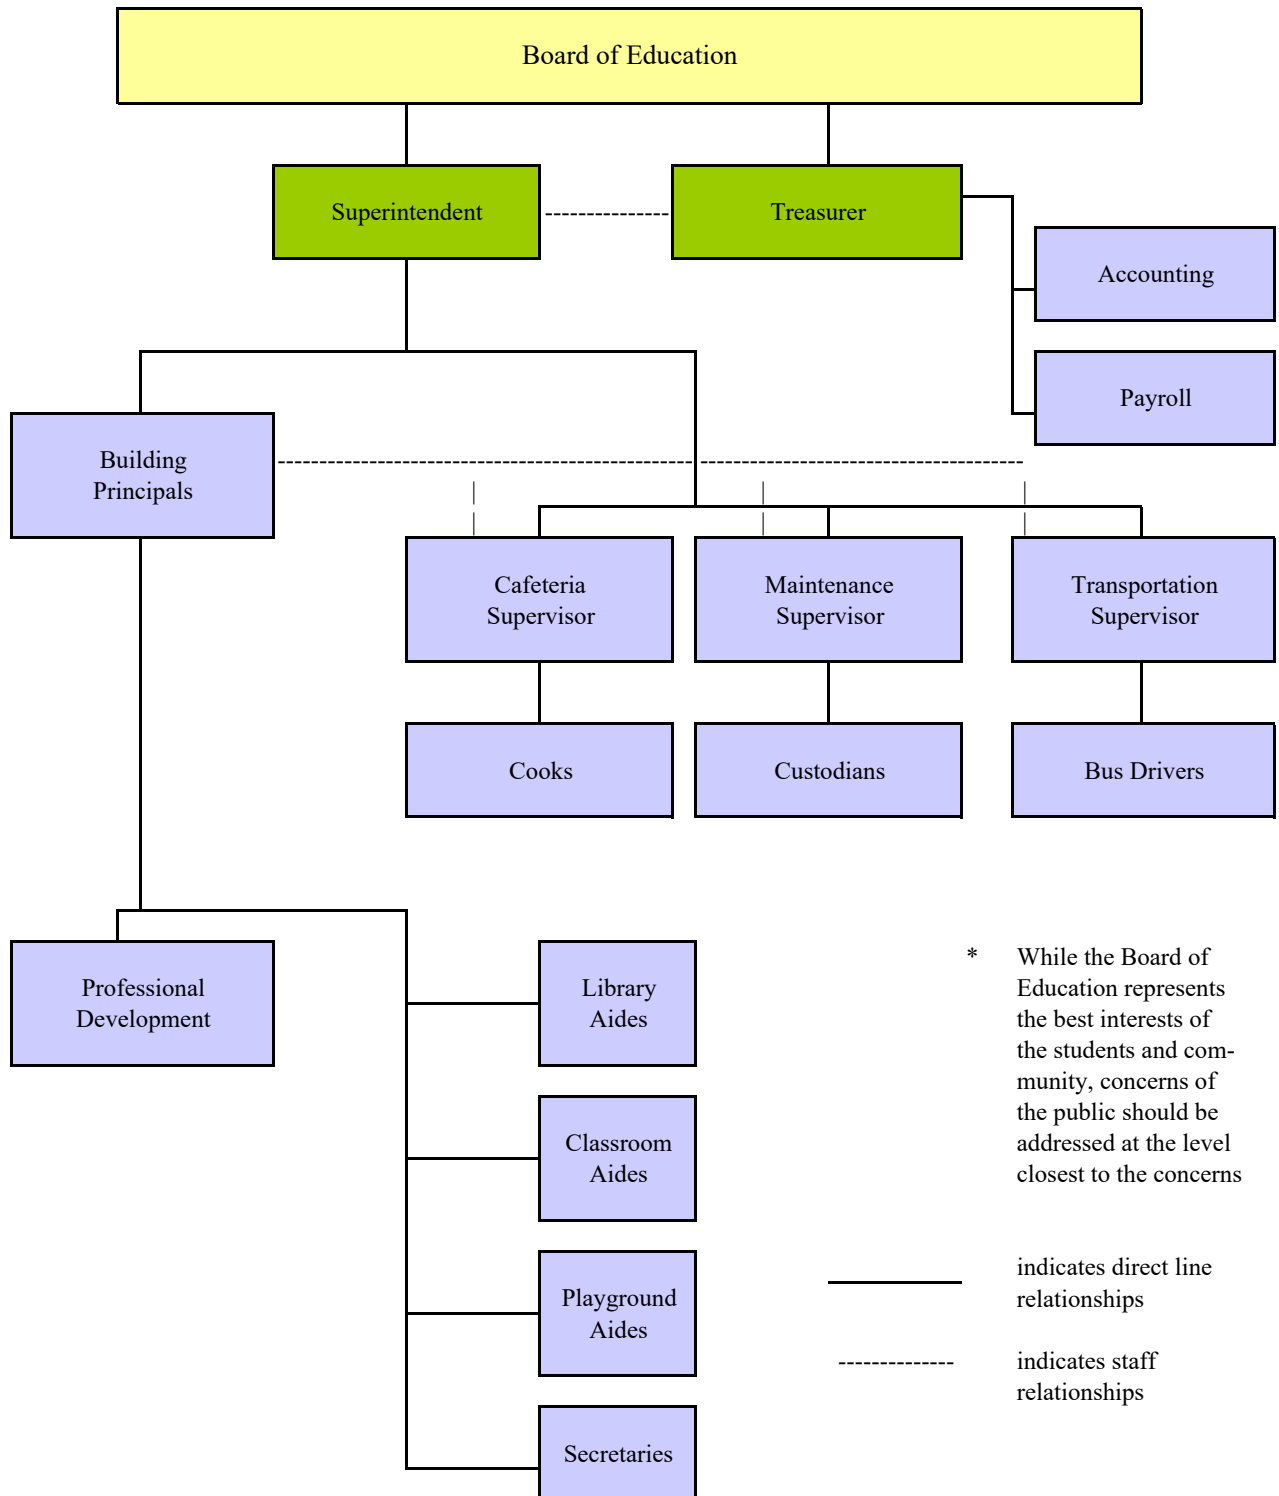 Board of Education
Superintendent
Treasurer
Accounting
Payroll
Building
Principals
Cafeteria
Supervisor
Maintenance
Supervisor
Transportation
Supervisor
Cooks
Custodians
Bus Drivers
Professional
Development
Library
Aides
Classroom
Aides
Playground
Aides
Secretaries
* While the Board of
Education represents
the best interests of
the students and com-
munity, concerns of
the public should be
addressed at the level
closest to the concerns
indicates direct line
relationships
indicates staff
relationships